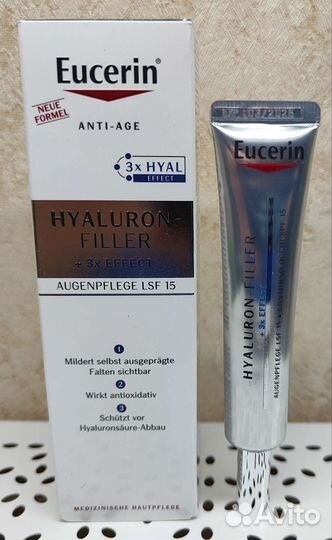 Eucerin®
NEUE
FORMEL
ANTI-AGE
3x HYAL
EFFECT
HYALURON-
FILLER
+ 3x EFFECT
AUGENPFLEGE LSF 15
1
Mildert selbst ausgeprägte
Falten sichtbar
2
Wirkt antioxidativ
3
Schützt vor
Hyaluronsäure-Abbau
MEDIZINISCHE HAUTPFLEGE
Eucerin
HYALURON-FILLER
+ 3x EFFECT
AUGENPFLEGE LSF 15
Avito